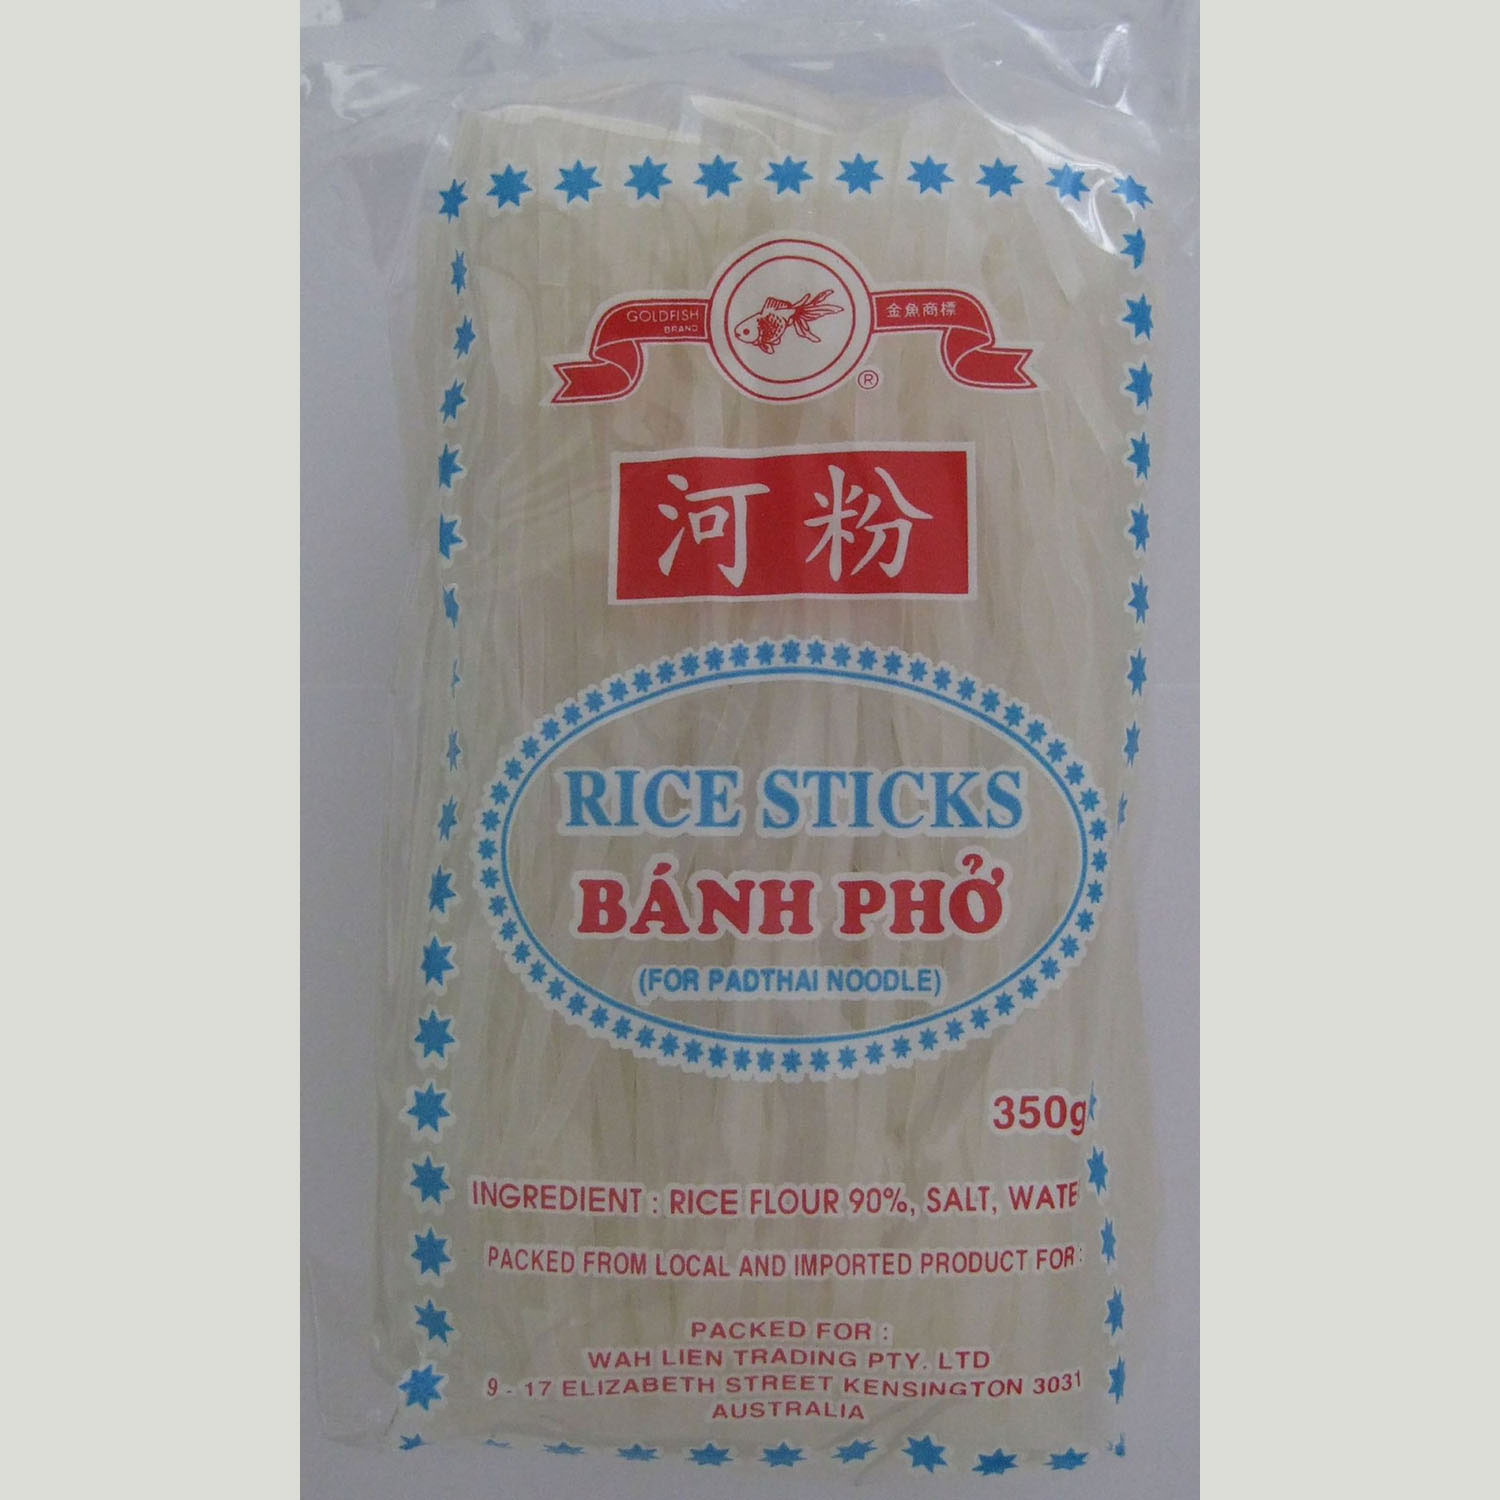 GOLDFISH
BRAND
金魚商標
®
河粉
RICE STICKS
BÁNH PHỞ
(FOR PADTHAI NOODLE)
350g
INGREDIENT : RICE FLOUR 90%, SALT, WATE
PACKED FROM LOCAL AND IMPORTED PRODUCT FOR :
PACKED FOR :
WAH LIEN TRADING PTY. LTD
9 - 17 ELIZABETH STREET KENSINGTON 3031
AUSTRALIA